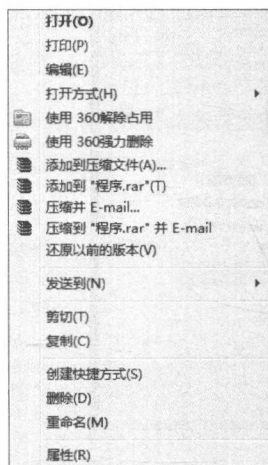 打开(O)
打印(P)
编辑(E)
打开方式(H)
使用 360解除占用
使用 360强力删除
添加到压缩文件(A)...
添加到 "程序.rar"(T)
压缩并 E-mail...
压缩到 "程序.rar" 并 E-mail
还原以前的版本(V)
发送到(N)
剪切(T)
复制(C)
创建快捷方式(S)
删除(D)
重命名(M)
属性(R)